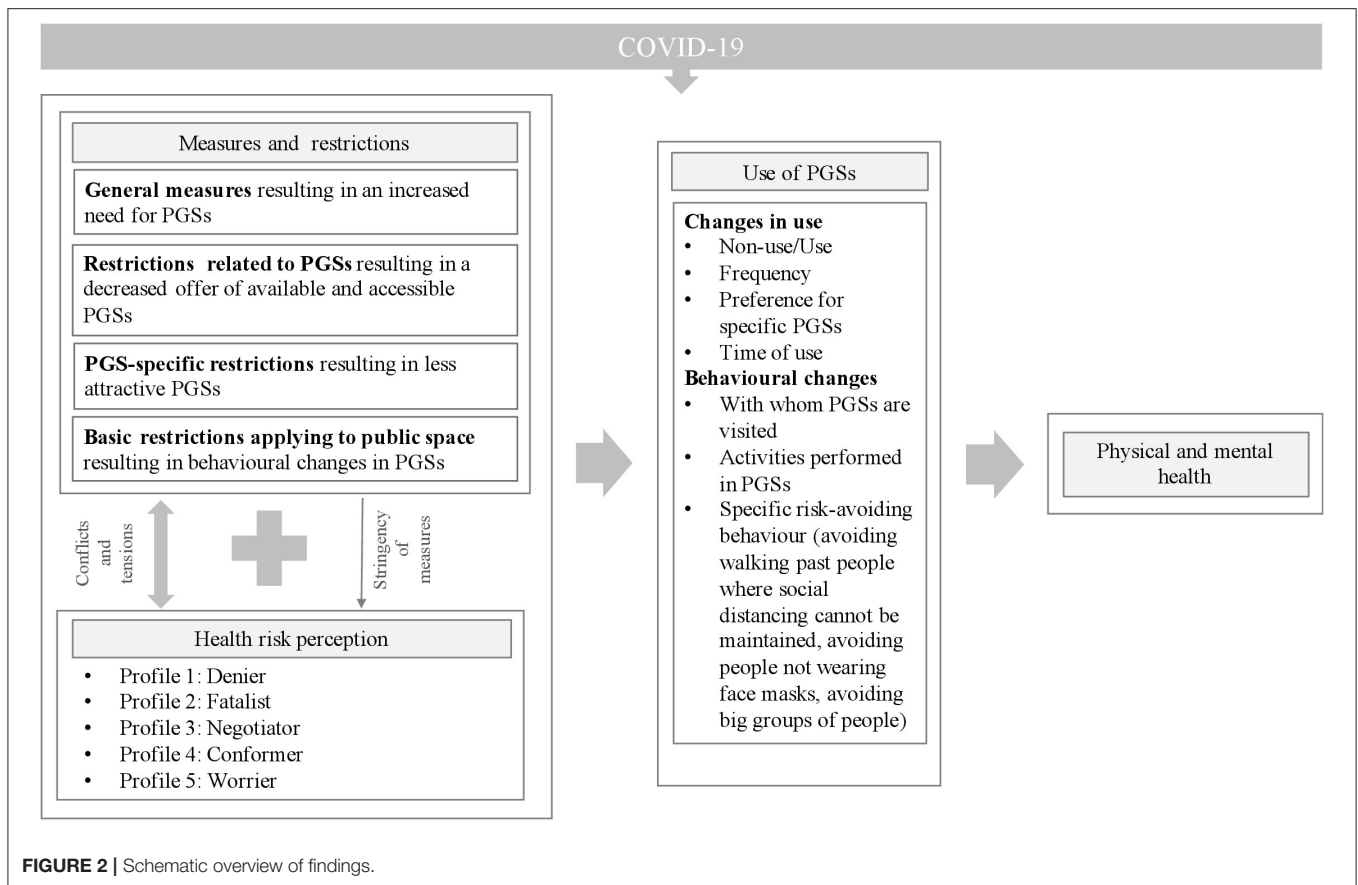 COVID-19
Measures and restrictions
General measures resulting in an increased
need for PGSs
Restrictions related to PGSs resulting in a
decreased offer of available and accessible
PGSs
PGS-specific restrictions resulting in less
attractive PGSs
Basic restrictions applying to public space
resulting in behavioural changes in PGSs
Conflicts
and
tensions
Stringency
of
measures
Health risk perception
• Profile 1: Denier
• Profile 2: Fatalist
• Profile 3: Negotiator
• Profile 4: Conformer
• Profile 5: Worrier
Use of PGSs
Changes in use
• Non-use/Use
• Frequency
• Preference for
specific PGSs
• Time of use
Behavioural changes
• With whom PGSs are
visited
• Activities performed
in PGSs
• Specific risk-avoiding
behaviour (avoiding
walking past people
where social
distancing cannot be
maintained, avoiding
people not wearing
face masks, avoiding
big groups of people)
Physical and mental
health
FIGURE 2 | Schematic overview of findings.